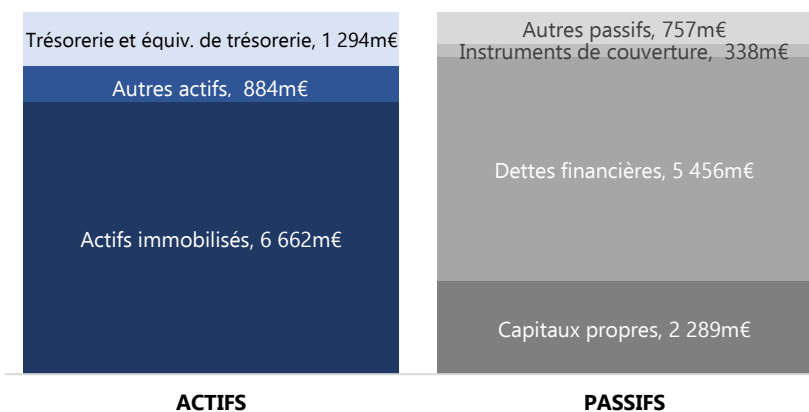 Trésorerie et équiv. de trésorerie, 1 294m€
Autres actifs, 884m€
Actifs immobilisés, 6 662m€
ACTIFS
Autres passifs, 757m€
Instruments de couverture, 338m€
Dettes financières, 5 456m€
Capitaux propres, 2 289m€
PASSIFS